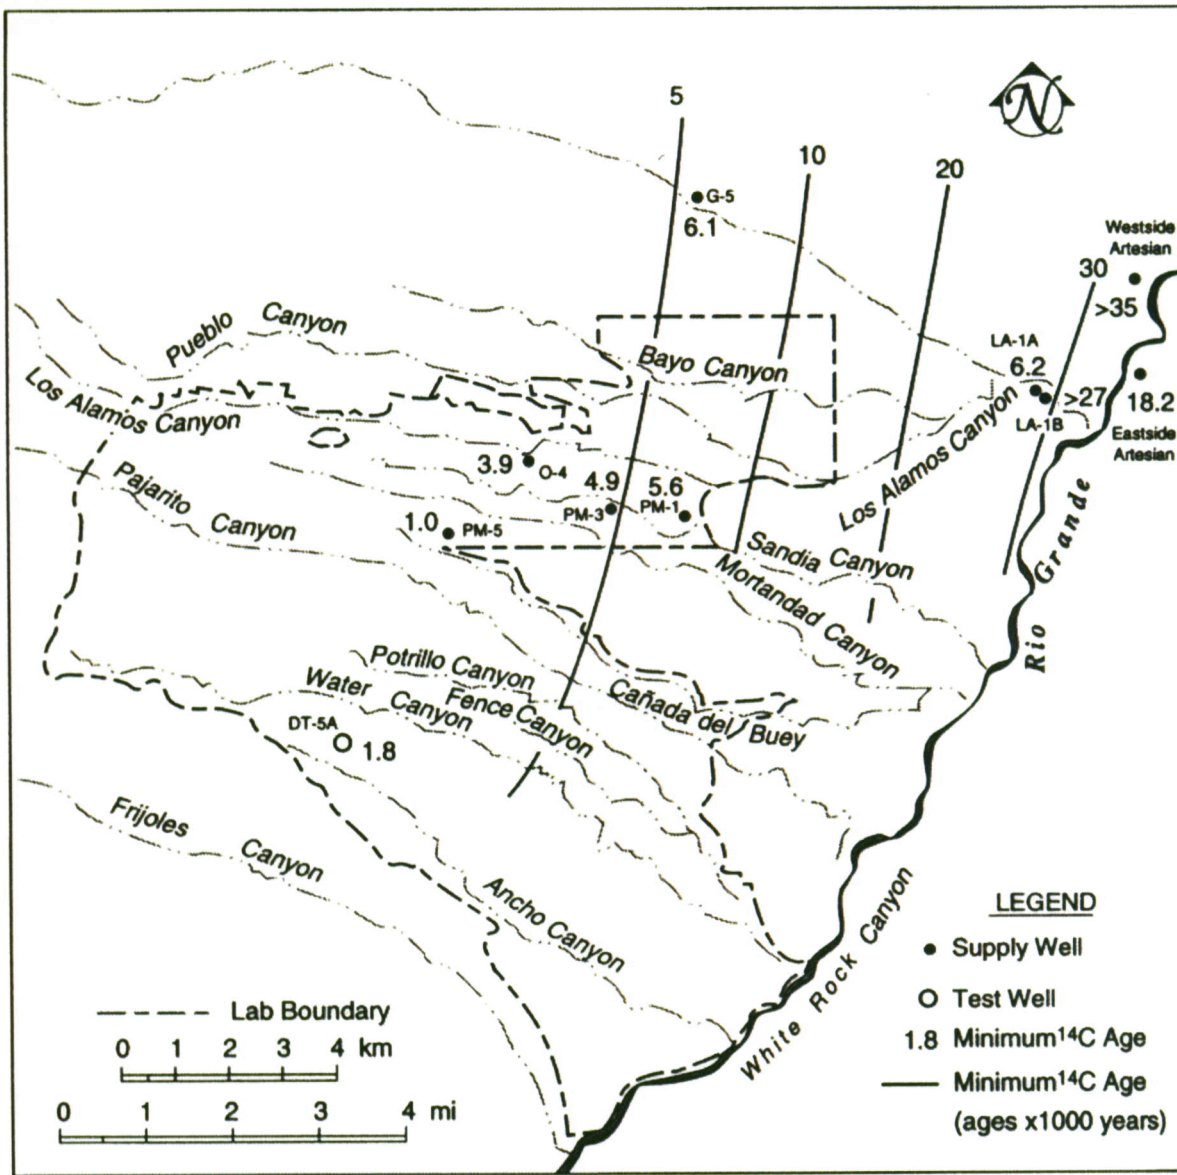 N
5
10
20
G-5
6.1
Westside
Artesian
30
>35
Pueblo Canyon
Bayo Canyon
LA-1A
6.2
>27
LA-1B
18.2
Eastside
Artesian
Los Alamos Canyon
Los Alamos Canyon
3.9
O-4
4.9
PM-3
5.6
PM-1
1.0
PM-5
Pajarito Canyon
Sandia Canyon
Mortandad Canyon
Rio Grande
Potrillo Canyon
Water Canyon
Fence Canyon
Cañada del Buey
DT-5A
1.8
Frijoles Canyon
Ancho Canyon
White Rock Canyon
LEGEND
Supply Well
Test Well
1.8 Minimum ¹⁴C Age
Minimum ¹⁴C Age
(ages x1000 years)
Lab Boundary
0 1 2 3 4 km
0 1 2 3 4 mi